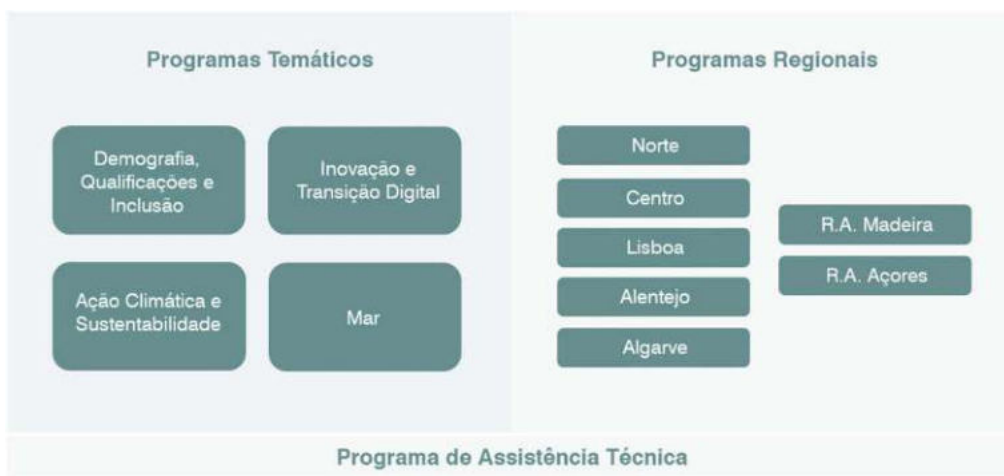 Programas Temáticos
Demografia,
Qualificações e
Inclusão
Inovação e
Transição Digital
Ação Climática e
Sustentabilidade
Mar
Programas Regionais
Norte
Centro
Lisboa
Alentejo
Algarve
R.A. Madeira
R.A. Açores
Programa de Assistência Técnica